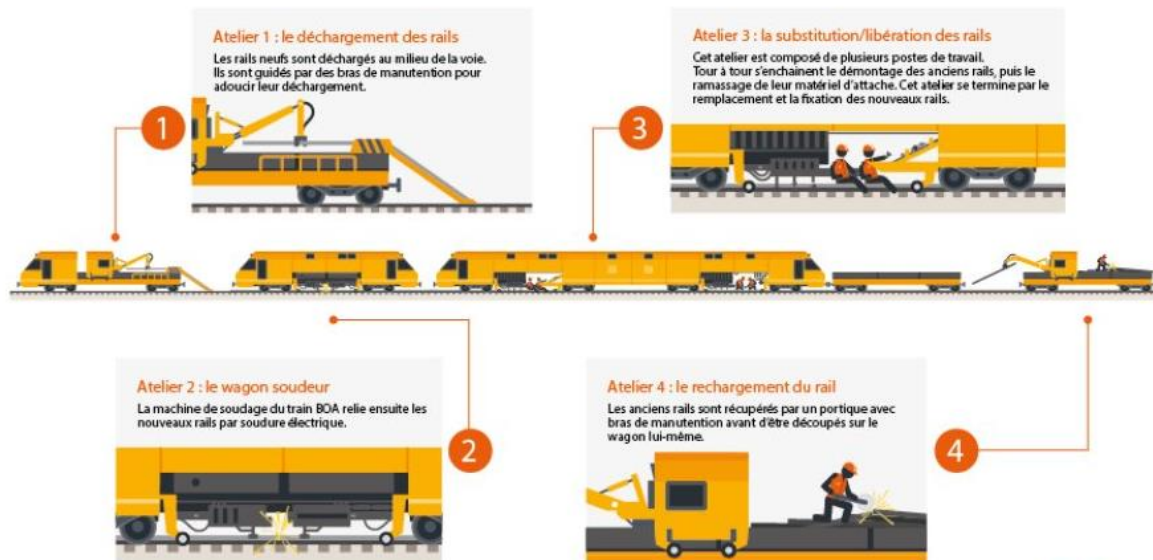 Atelier 1 : le déchargement des rails
Les rails neufs sont déchargés au milieu de la voie.
Ils sont guidés par des bras de manutention pour
adoucir leur déchargement.
1
Atelier 3 : la substitution/libération des rails
Cet atelier est composé de plusieurs postes de travail.
Tour à tour s'enchainent le démontage des anciens rails, puis le
ramassage de leur matériel d'attache. Cet atelier se termine par le
remplacement et la fixation des nouveaux rails.
3
Atelier 2 : le wagon soudeur
La machine de soudage du train BOA relie ensuite les
nouveaux rails par soudure électrique.
2
Atelier 4 : le rechargement du rail
Les anciens rails sont récupérés par un portique avec
bras de manutention avant d'être découpés sur le
wagon lui-même.
4